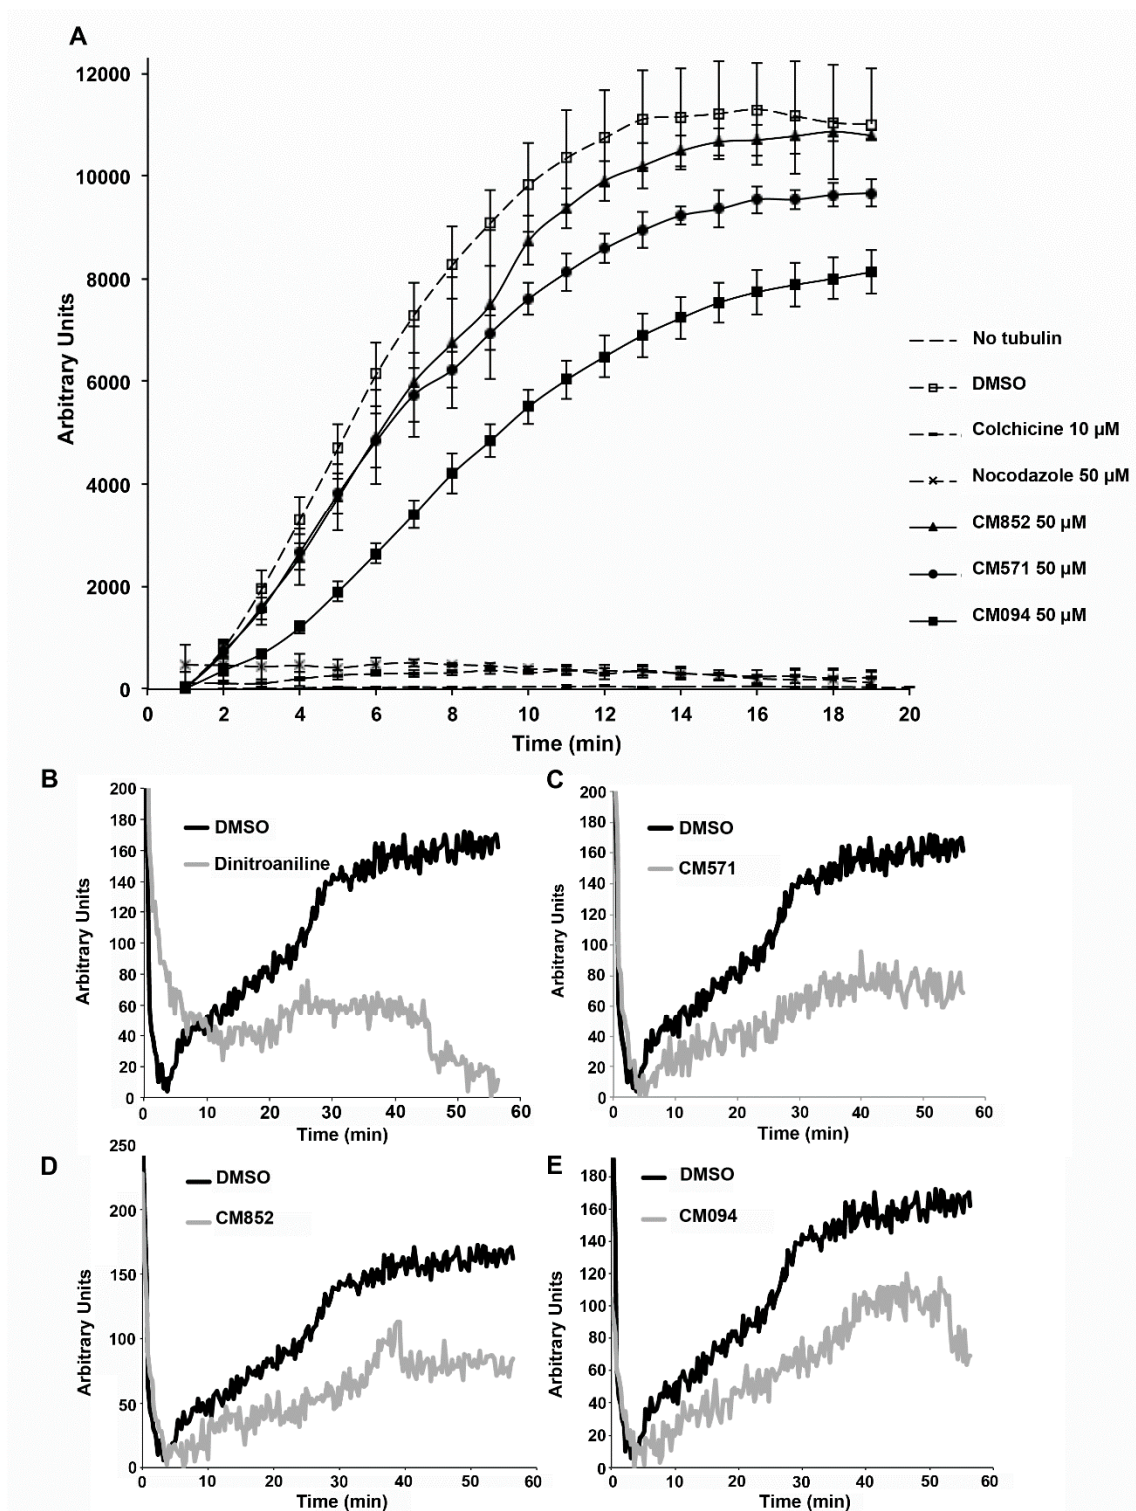 A
12000
10000
8000
6000
4000
2000
0
Arbitrary Units
0 2 4 6 8 10 12 14 16 18 20
Time (min)
No tubulin
DMSO
Colchicine 10 µM
Nocodazole 50 µM
CM852 50 µM
CM571 50 µM
CM094 50 µM
B
200
180
160
140
120
100
80
60
40
20
0
Arbitrary Units
DMSO
Dinitroaniline
0 10 20 30 40 50 60
Time (min)
C
200
180
160
140
120
100
80
60
40
20
0
Arbitrary Units
DMSO
CM571
0 10 20 30 40 50 60
Time (min)
D
250
200
150
100
50
0
Arbitrary Units
DMSO
CM852
0 10 20 30 40 50 60
Time (min)
E
180
160
140
120
100
80
60
40
20
0
Arbitrary Units
DMSO
CM094
0 10 20 30 40 50 60
Time (min)